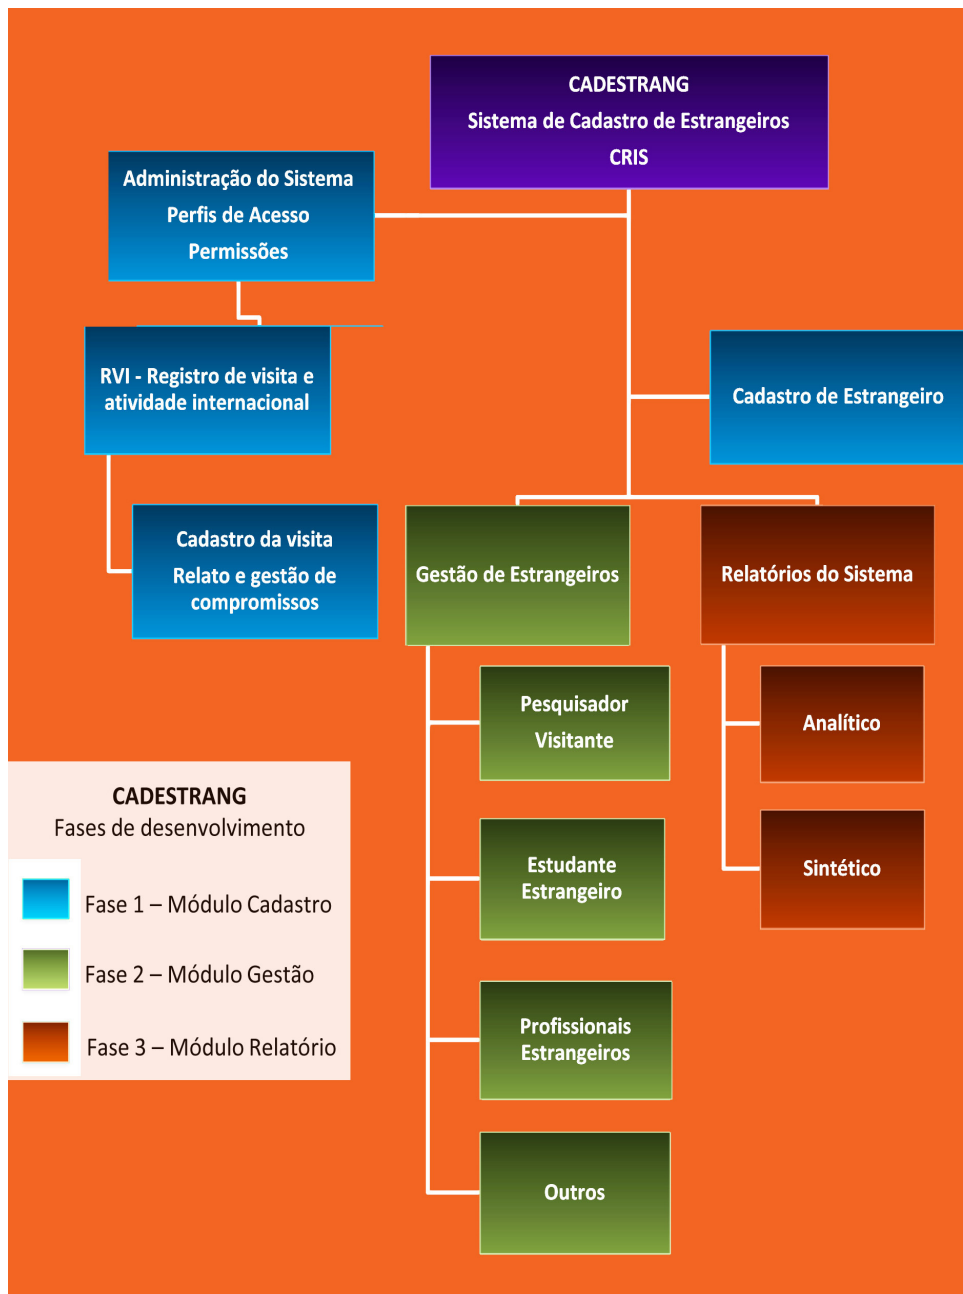 CADESTRANG
Sistema de Cadastro de Estrangeiros
CRIS
Administração do Sistema
Perfis de Acesso
Permissões
RVI - Registro de visita e
atividade internacional
Cadastro de Estrangeiro
Cadastro da visita
Relato e gestão de
compromissos
Gestão de Estrangeiros
Relatórios do Sistema
Pesquisador
Visitante
Analítico
Estudante
Estrangeiro
Sintético
Profissionais
Estrangeiros
Outros
CADESTRANG
Fases de desenvolvimento
Fase 1 – Módulo Cadastro
Fase 2 – Módulo Gestão
Fase 3 – Módulo Relatório